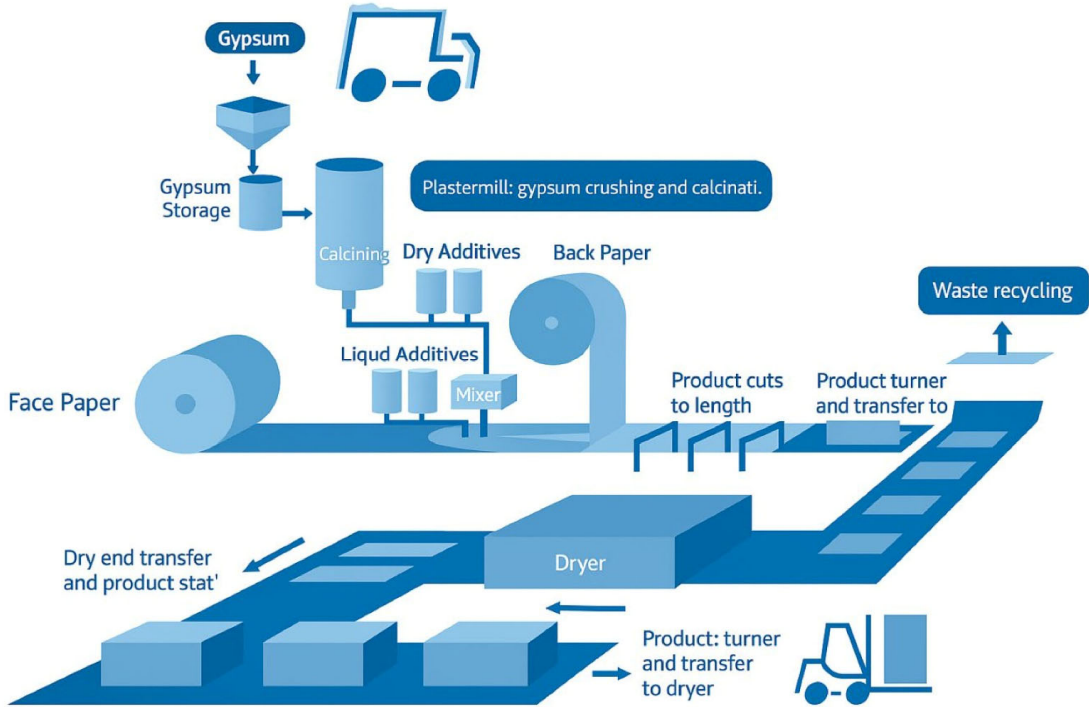 Gypsum
Gypsum
Storage
Plastermill: gypsum crushing and calcinati.
Calcining
Dry Additives
Back Paper
Waste recycling
Liqud Additives
Mixer
Face Paper
Product cuts
to length
Product turner
and transfer to
Dryer
Dry end transfer
and product stat'
Product: turner
and transfer
to dryer